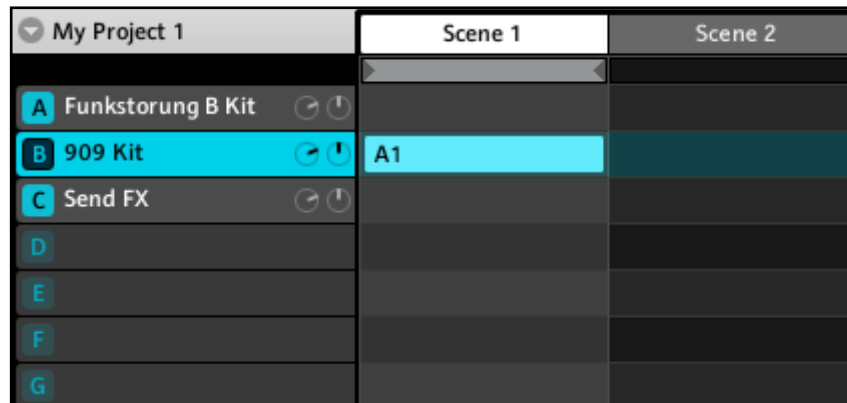 My Project 1
Scene 1
Scene 2
A Funkstorung B Kit
B 909 Kit
A1
C Send FX
D
E
F
G